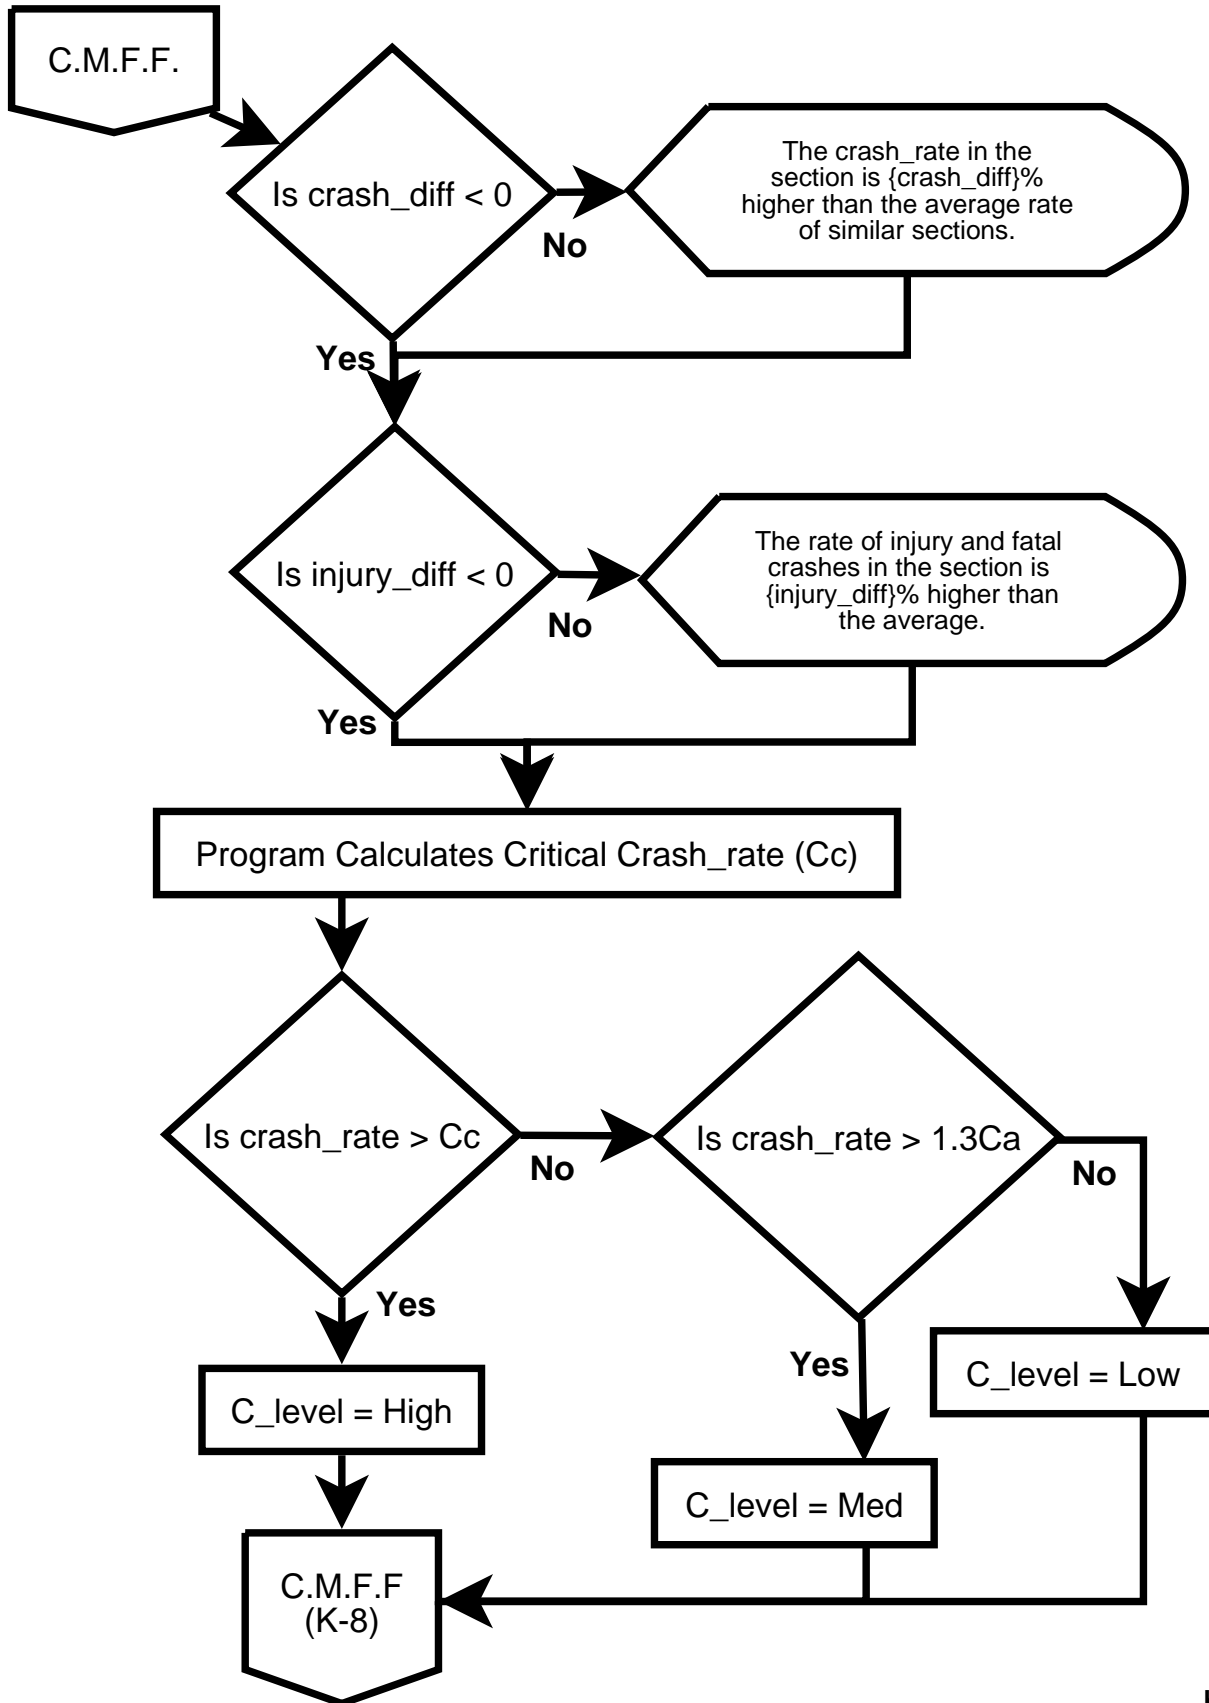 C.M.F.F.
Is crash_diff < 0
No
The crash_rate in the
section is {crash_diff}%
higher than the average rate
of similar sections.
Yes
Is injury_diff < 0
No
The rate of injury and fatal
crashes in the section is
{injury_diff}% higher than
the average.
Yes
Program Calculates Critical Crash_rate (Cc)
Is crash_rate > Cc
No
Is crash_rate > 1.3Ca
No
Yes
Yes
C_level = High
C_level = Low
C_level = Med
C.M.F.F
(K-8)